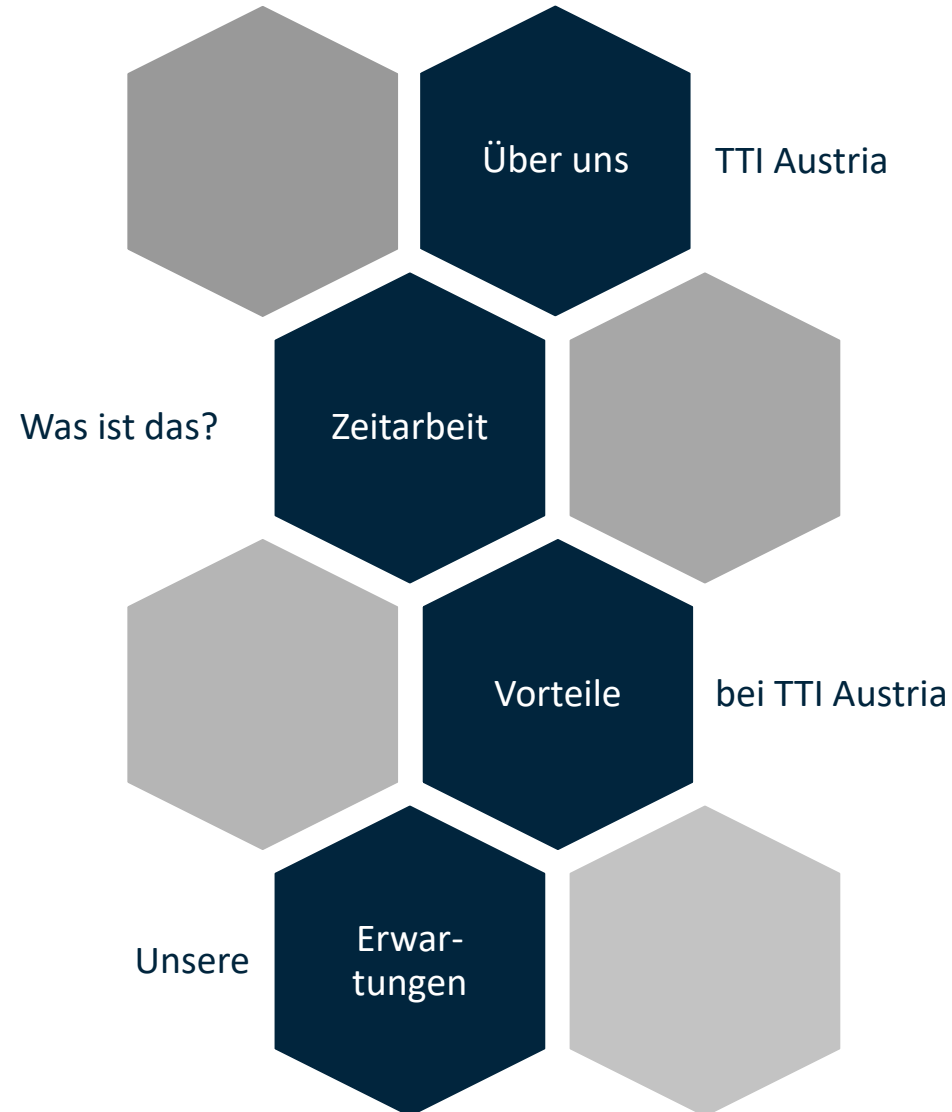 Über uns
TTI Austria
Was ist das?
Zeitarbeit
Vorteile
bei TTI Austria
Unsere
Erwar-
tungen